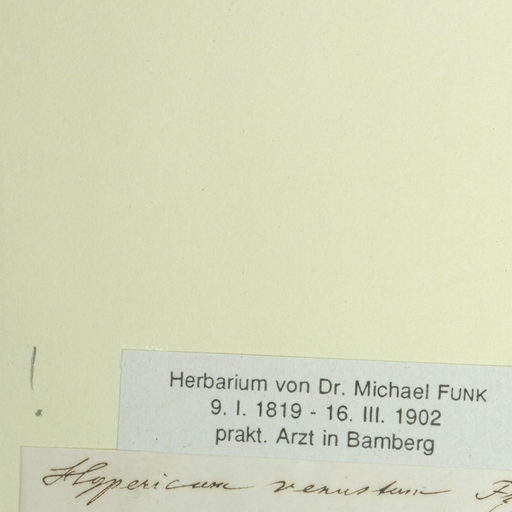 !
Herbarium von Dr. Michael FUNK
9. I. 1819 - 16. III. 1902
prakt. Arzt in Bamberg
Hypericum venustum